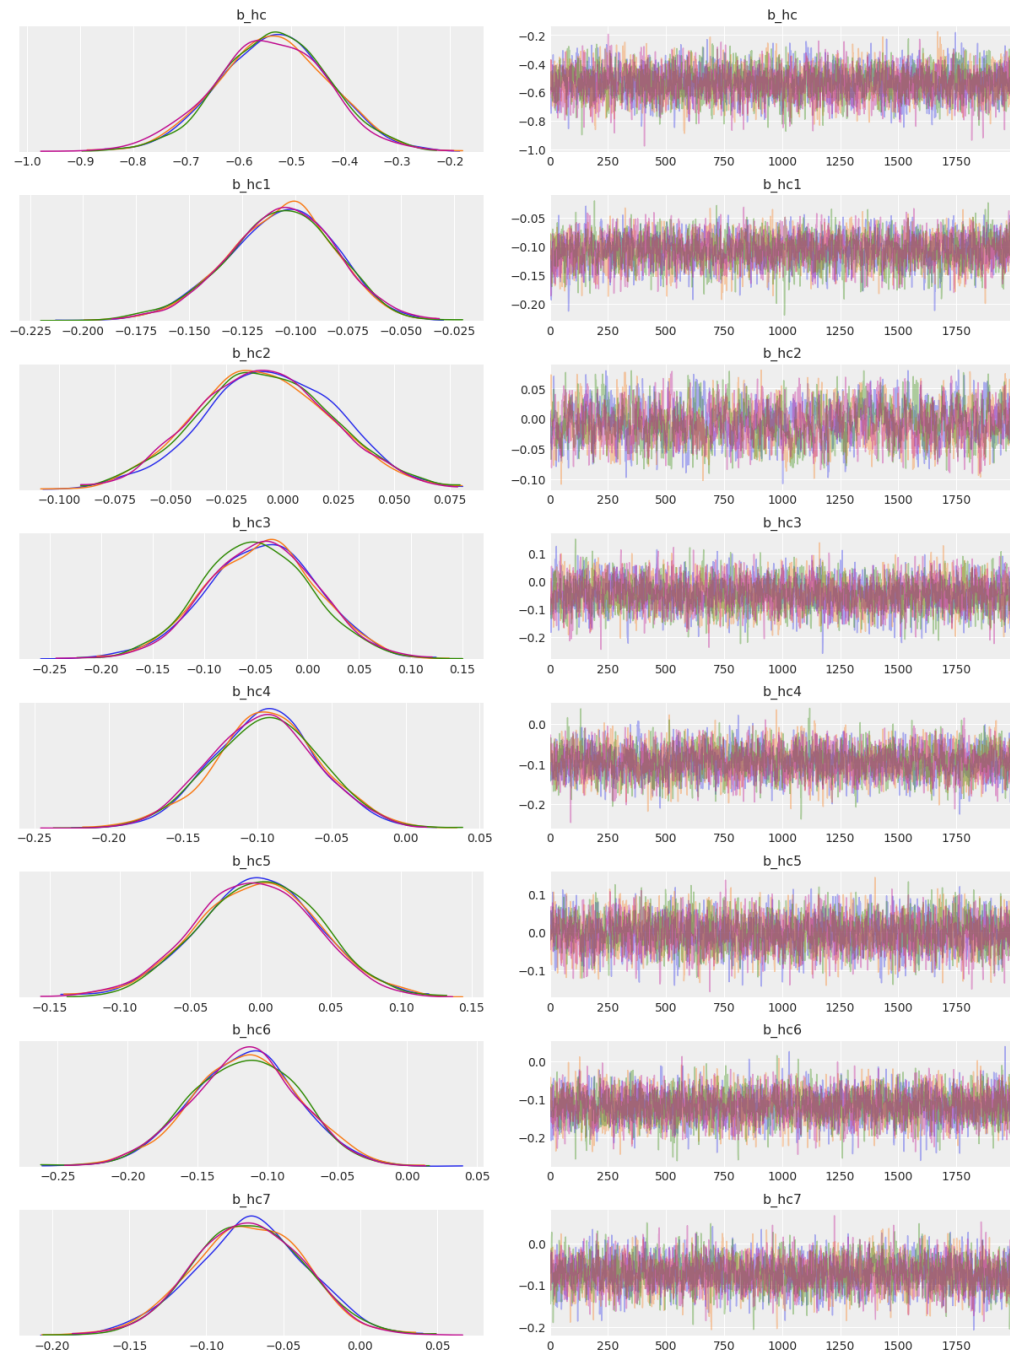 b_hc b_hc
−0.2
−0.4
−0.6
−0.8
−1.0
−1.0 −0.9 −0.8 −0.7 −0.6 −0.5 −0.4 −0.3 −0.2 0 250 500 750 1000 1250 1500 1750
b_hc1 b_hc1
−0.05
−0.10
−0.15
−0.20
−0.225 −0.200 −0.175 −0.150 −0.125 −0.100 −0.075 −0.050 −0.025 0 250 500 750 1000 1250 1500 1750
b_hc2 b_hc2
0.05
0.00
−0.05
−0.10
−0.100 −0.075 −0.050 −0.025 0.000 0.025 0.050 0.075 0 250 500 750 1000 1250 1500 1750
b_hc3 b_hc3
0.1
0.0
−0.1
−0.2
−0.25 −0.20 −0.15 −0.10 −0.05 0.00 0.05 0.10 0.15 0 250 500 750 1000 1250 1500 1750
b_hc4 b_hc4
0.0
−0.1
−0.2
−0.25 −0.20 −0.15 −0.10 −0.05 0.00 0.05 0 250 500 750 1000 1250 1500 1750
b_hc5 b_hc5
0.1
0.0
−0.1
−0.15 −0.10 −0.05 0.00 0.05 0.10 0.15 0 250 500 750 1000 1250 1500 1750
b_hc6 b_hc6
0.0
−0.1
−0.2
−0.25 −0.20 −0.15 −0.10 −0.05 0.00 0.05 0 250 500 750 1000 1250 1500 1750
b_hc7 b_hc7
0.0
−0.1
−0.2
−0.20 −0.15 −0.10 −0.05 0.00 0.05 0 250 500 750 1000 1250 1500 1750